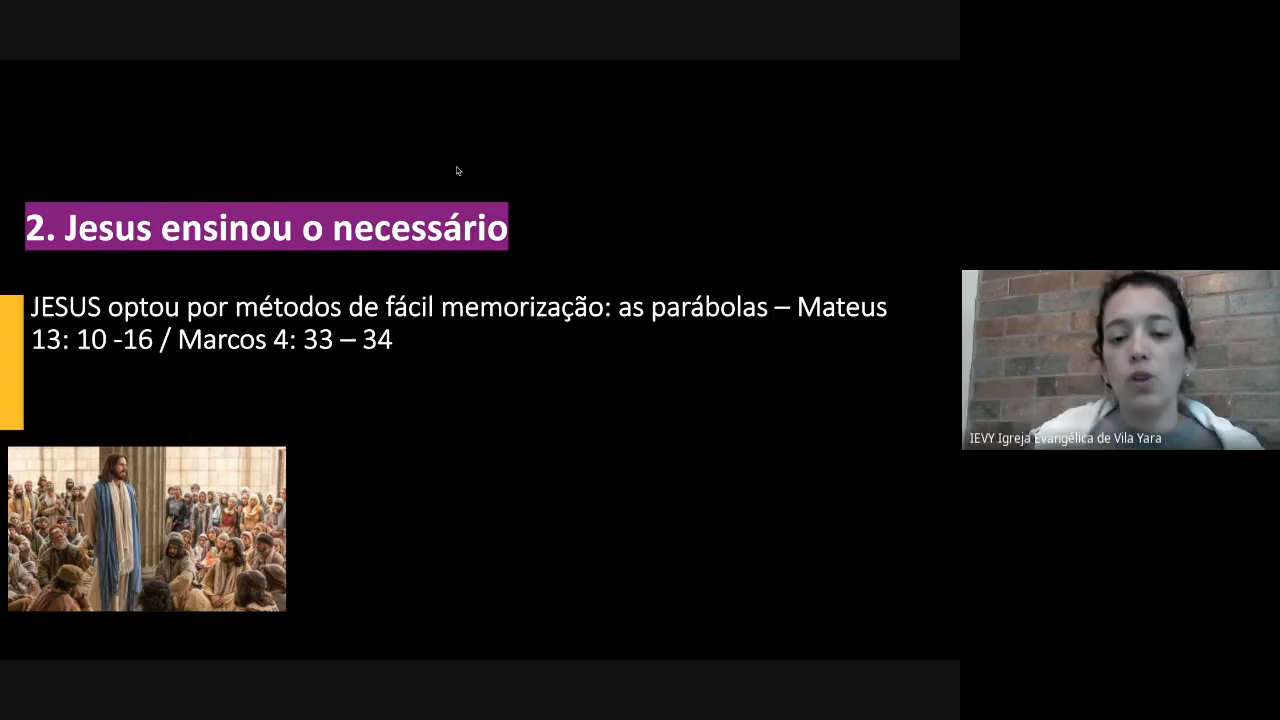 2. Jesus ensinou o necessário
JESUS optou por métodos de fácil memorização: as parábolas – Mateus
13: 10 -16 / Marcos 4: 33 – 34
IEVY Igreja Evangélica de Vila Yara